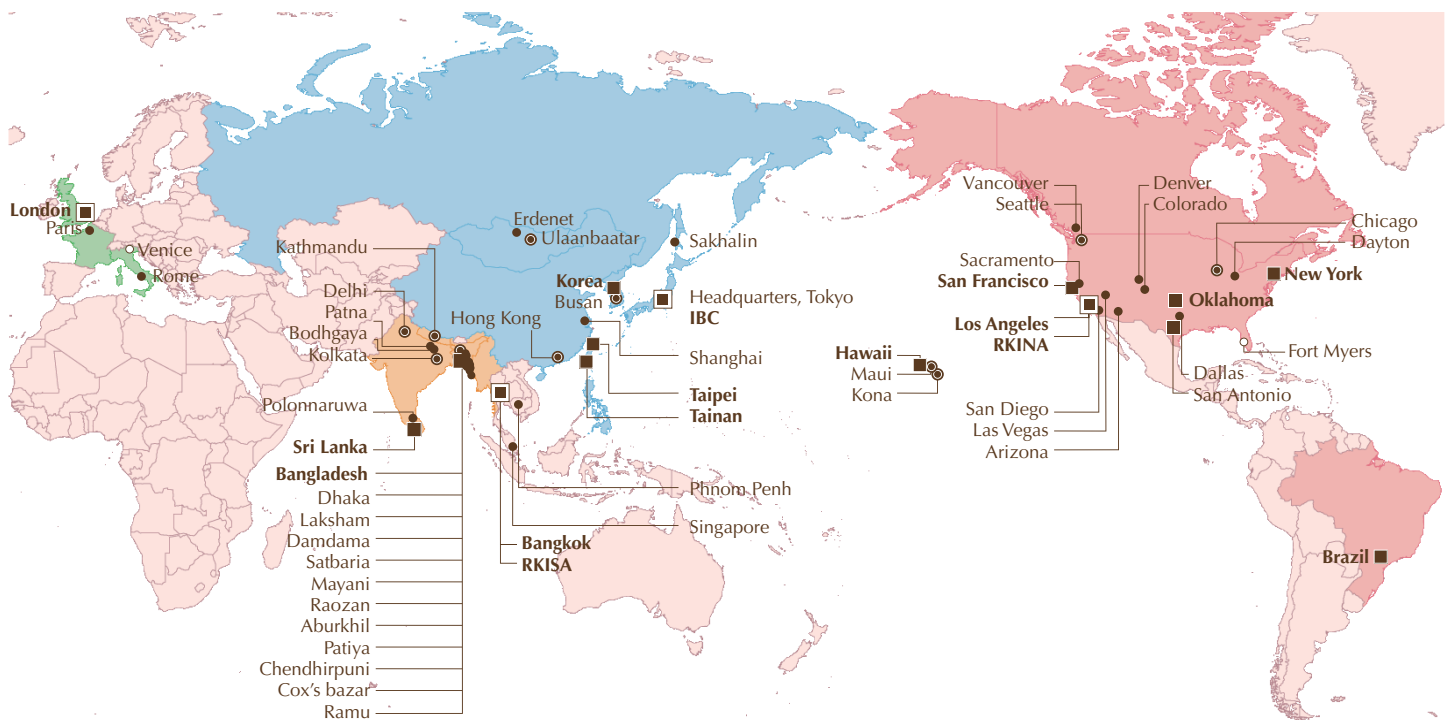 London
Paris
Venice
Rome
Kathmandu
Delhi
Patna
Bodhgaya
Kolkata
Polonnaruwa
Sri Lanka
Bangladesh
Dhaka
Laksham
Damdama
Satbaria
Mayani
Raozan
Aburkhil
Patiya
Chendhirpuni
Cox's bazar
Ramu
Erdenet
Ulaanbaatar
Sakhalin
Korea
Busan
Headquarters, Tokyo
IBC
Hong Kong
Shanghai
Taipei
Tainan
Phnom Penh
Singapore
Bangkok
RKISA
Hawaii
Maui
Kona
Vancouver
Seattle
Sacramento
San Francisco
Los Angeles
RKINA
San Diego
Las Vegas
Arizona
Denver
Colorado
Chicago
Dayton
New York
Oklahoma
Fort Myers
Dallas
San Antonio
Brazil